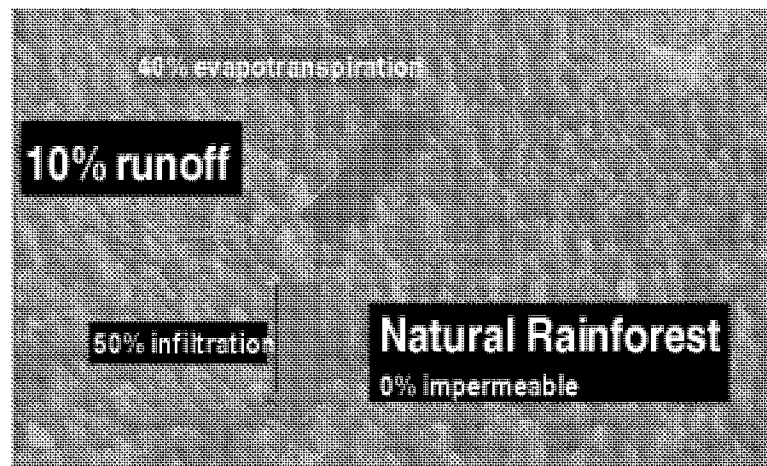 40% evapotranspiration
10% runoff
50% infiltration
Natural Rainforest
0% impermeable